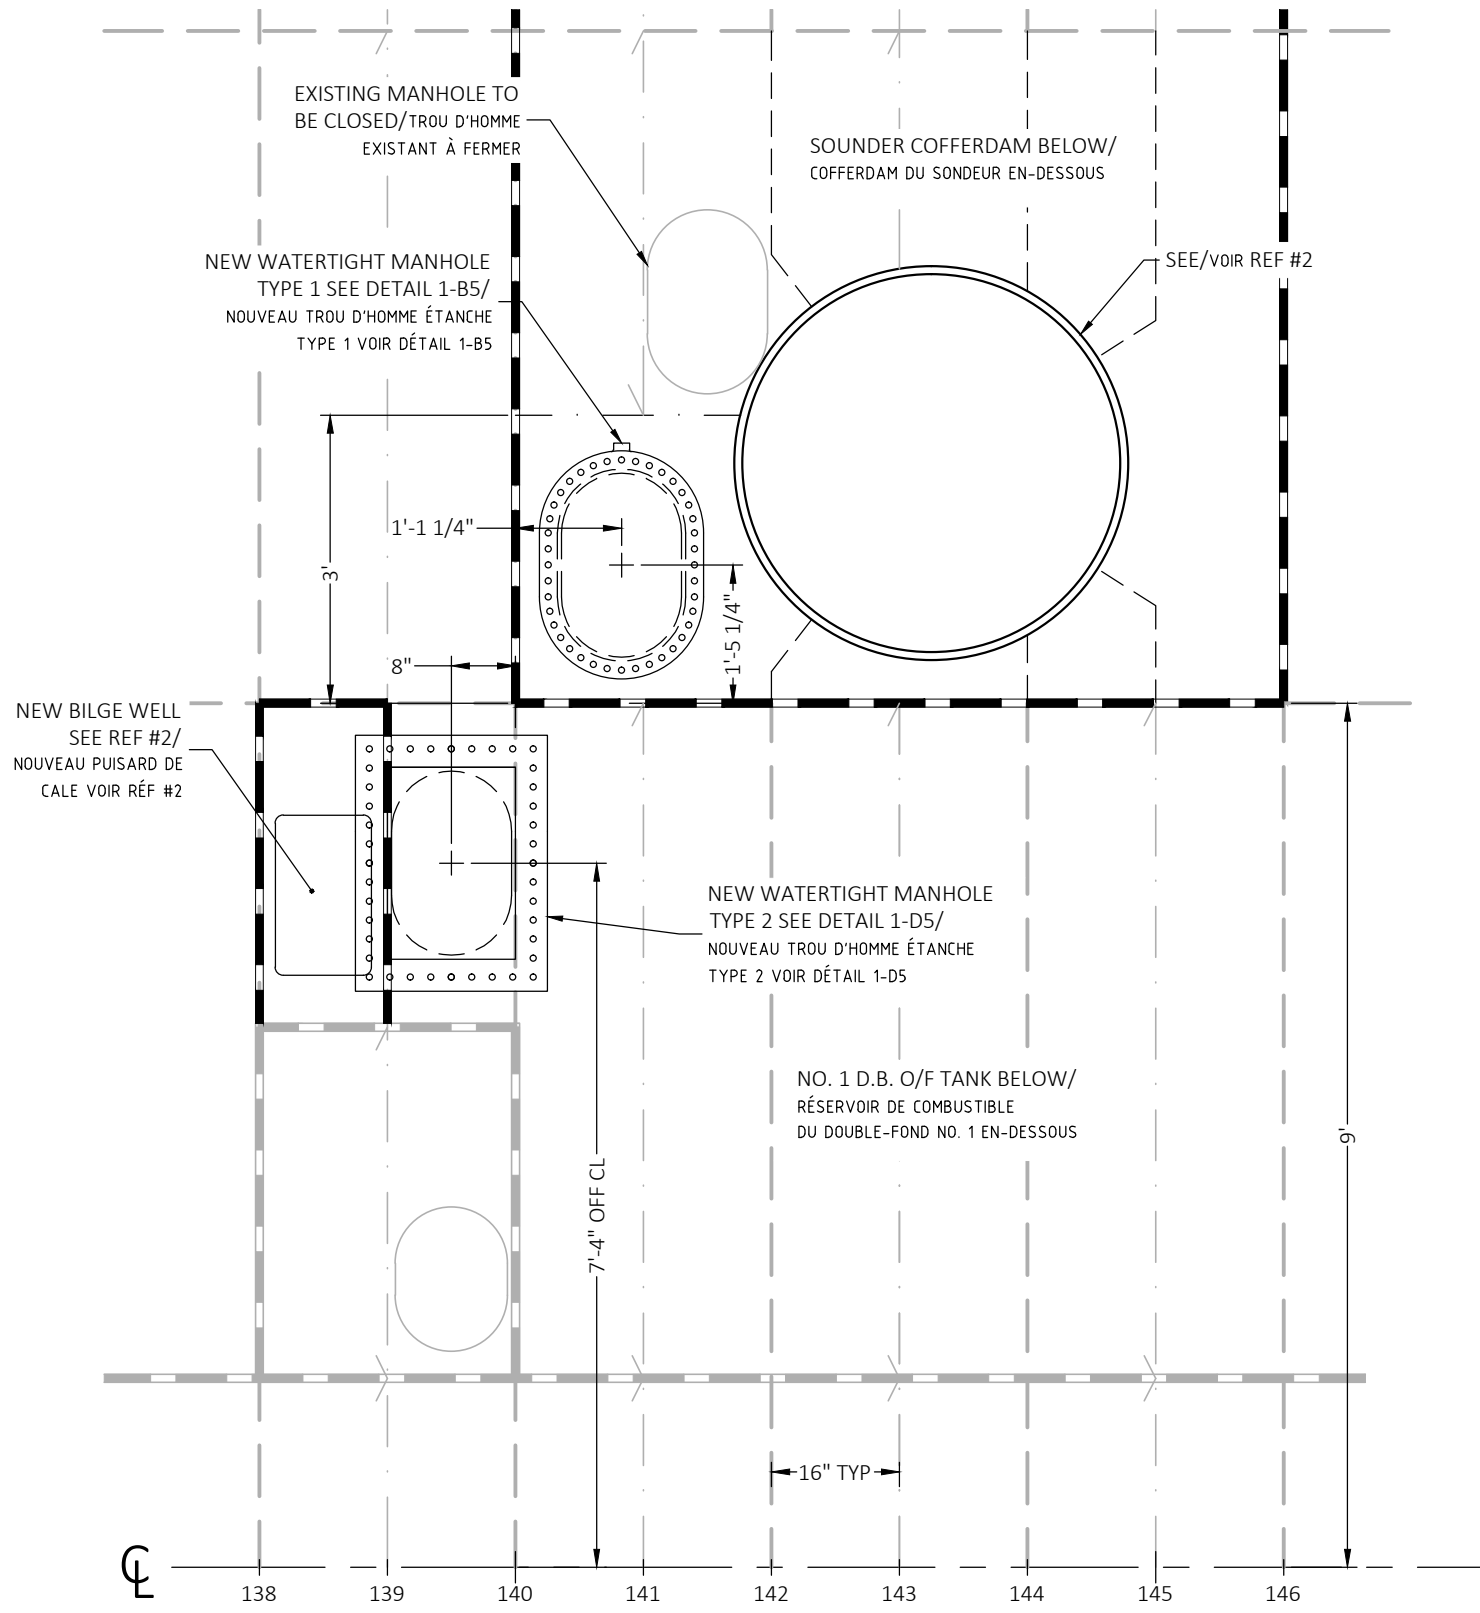 EXISTING MANHOLE TO
BE CLOSED/TROU D'HOMME
EXISTANT À FERMER
SOUNDER COFFERDAM BELOW/
COFFERDAM DU SONDEUR EN-DESSOUS
NEW WATERTIGHT MANHOLE
TYPE 1 SEE DETAIL 1-B5/
NOUVEAU TROU D'HOMME ÉTANCHE
TYPE 1 VOIR DÉTAIL 1-B5
SEE/VOIR REF #2
1'-1 1/4"
3'
1'-5 1/4"
8"
NEW BILGE WELL
SEE REF #2/
NOUVEAU PUISARD DE
CALE VOIR RÉF #2
NEW WATERTIGHT MANHOLE
TYPE 2 SEE DETAIL 1-D5/
NOUVEAU TROU D'HOMME ÉTANCHE
TYPE 2 VOIR DÉTAIL 1-D5
NO. 1 D.B. O/F TANK BELOW/
RÉSERVOIR DE COMBUSTIBLE
DU DOUBLE-FOND NO. 1 EN-DESSOUS
9'
7'-4" OFF CL
16" TYP
CL
138 139 140 141 142 143 144 145 146